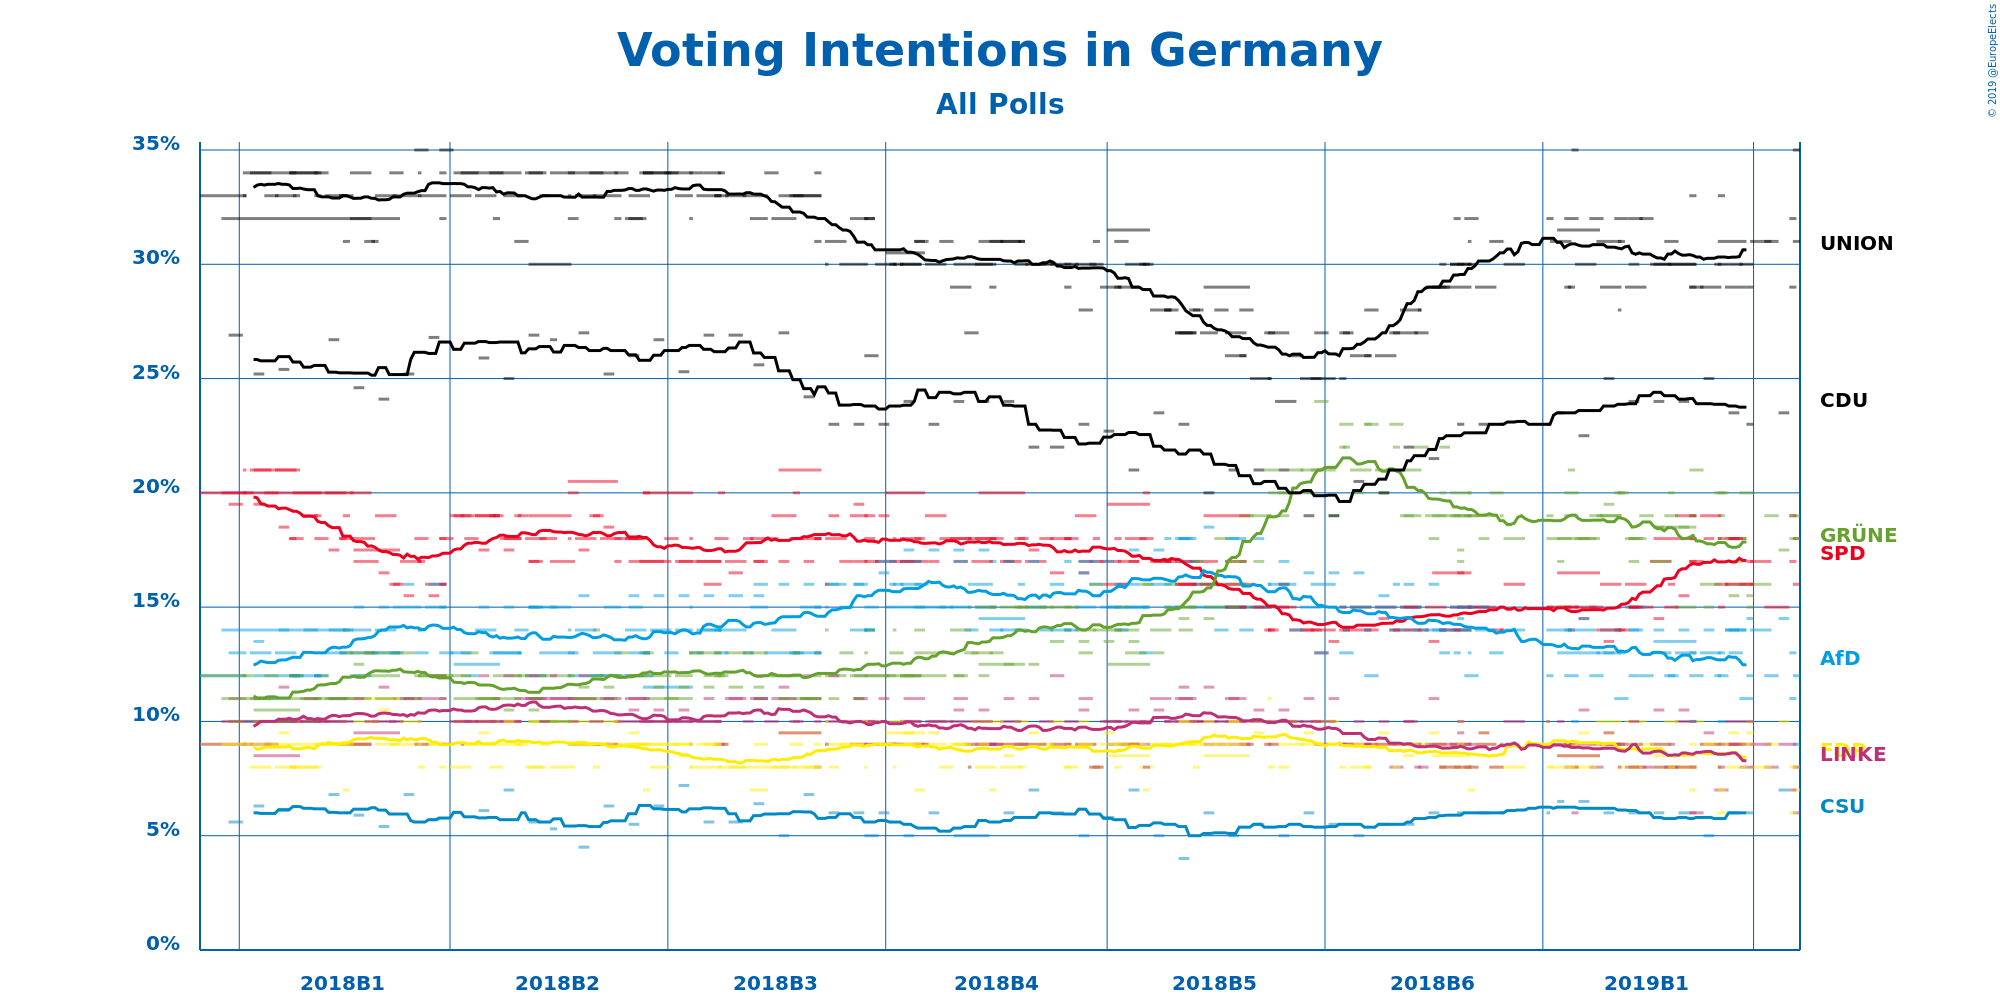 Voting Intentions in Germany
All Polls
© 2019 @EuropeElects
35%
30%
25%
20%
15%
10%
5%
0%
UNION
CDU
GRÜNE
SPD
AfD
LINKE
CSU
2018B1 2018B2 2018B3 2018B4 2018B5 2018B6 2019B1